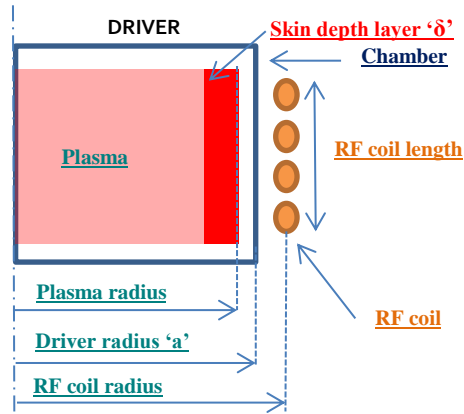 DRIVER
Skin depth layer ‘δ’
Chamber
Plasma
RF coil length
Plasma radius
RF coil
Driver radius ‘a’
RF coil radius